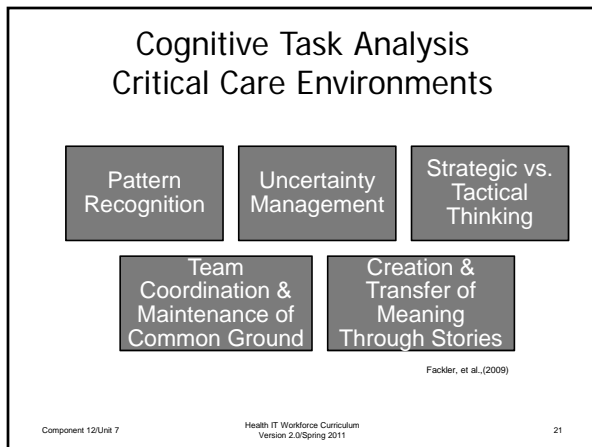 Cognitive Task Analysis
Critical Care Environments
Pattern
Recognition
Uncertainty
Management
Strategic vs.
Tactical
Thinking
Team
Coordination &
Maintenance of
Common Ground
Creation &
Transfer of
Meaning
Through Stories
Fackler, et al.,(2009)
Component 12/Unit 7
Health IT Workforce Curriculum
Version 2.0/Spring 2011
21